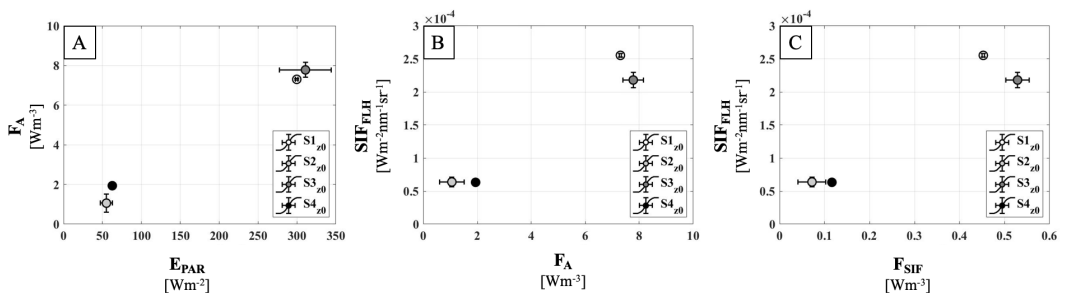 A
8
6
4
2
0
F_A
[Wm⁻³]
0 50 100 150 200 250 300 350
E_PAR
[Wm⁻²]
S1_z0
S2_z0
S3_z0
S4_z0
B
×10⁻⁴
3
2.5
2
1.5
1
0.5
0
SIF_FLH
[Wm⁻²nm⁻¹sr⁻¹]
0 2 4 6 8 10
F_A
[Wm⁻³]
S1_z0
S2_z0
S3_z0
S4_z0
C
×10⁻⁴
3
2.5
2
1.5
1
0.5
0
SIF_FLH
[Wm⁻²nm⁻¹sr⁻¹]
0 0.1 0.2 0.3 0.4 0.5 0.6
F_SIF
[Wm⁻³]
S1_z0
S2_z0
S3_z0
S4_z0